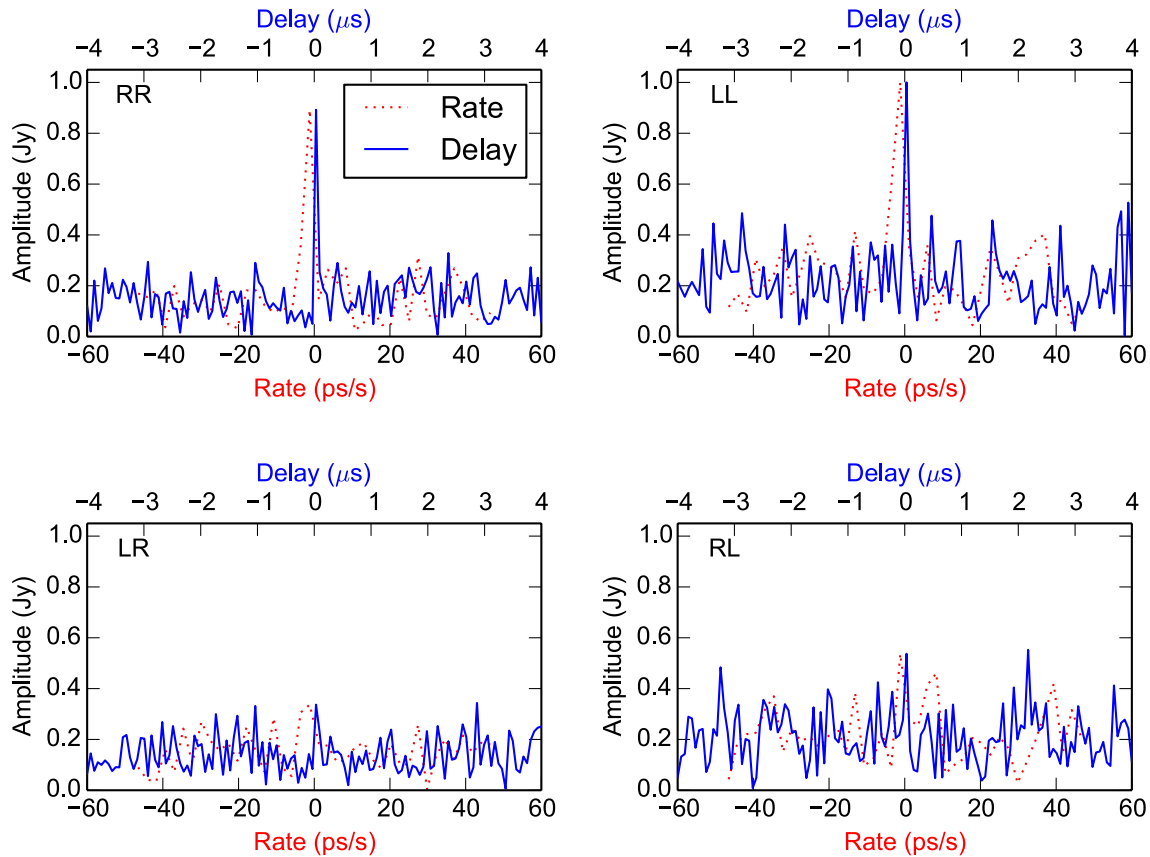 Delay (μs)
−4 −3 −2 −1 0 1 2 3 4
1.0
0.8
0.6
0.4
0.2
0.0
Amplitude (Jy)
RR
Rate
Delay
−60 −40 −20 0 20 40 60
Rate (ps/s)
Delay (μs)
−4 −3 −2 −1 0 1 2 3 4
1.0
0.8
0.6
0.4
0.2
0.0
Amplitude (Jy)
LL
−60 −40 −20 0 20 40 60
Rate (ps/s)
Delay (μs)
−4 −3 −2 −1 0 1 2 3 4
1.0
0.8
0.6
0.4
0.2
0.0
Amplitude (Jy)
LR
−60 −40 −20 0 20 40 60
Rate (ps/s)
Delay (μs)
−4 −3 −2 −1 0 1 2 3 4
1.0
0.8
0.6
0.4
0.2
0.0
Amplitude (Jy)
RL
−60 −40 −20 0 20 40 60
Rate (ps/s)